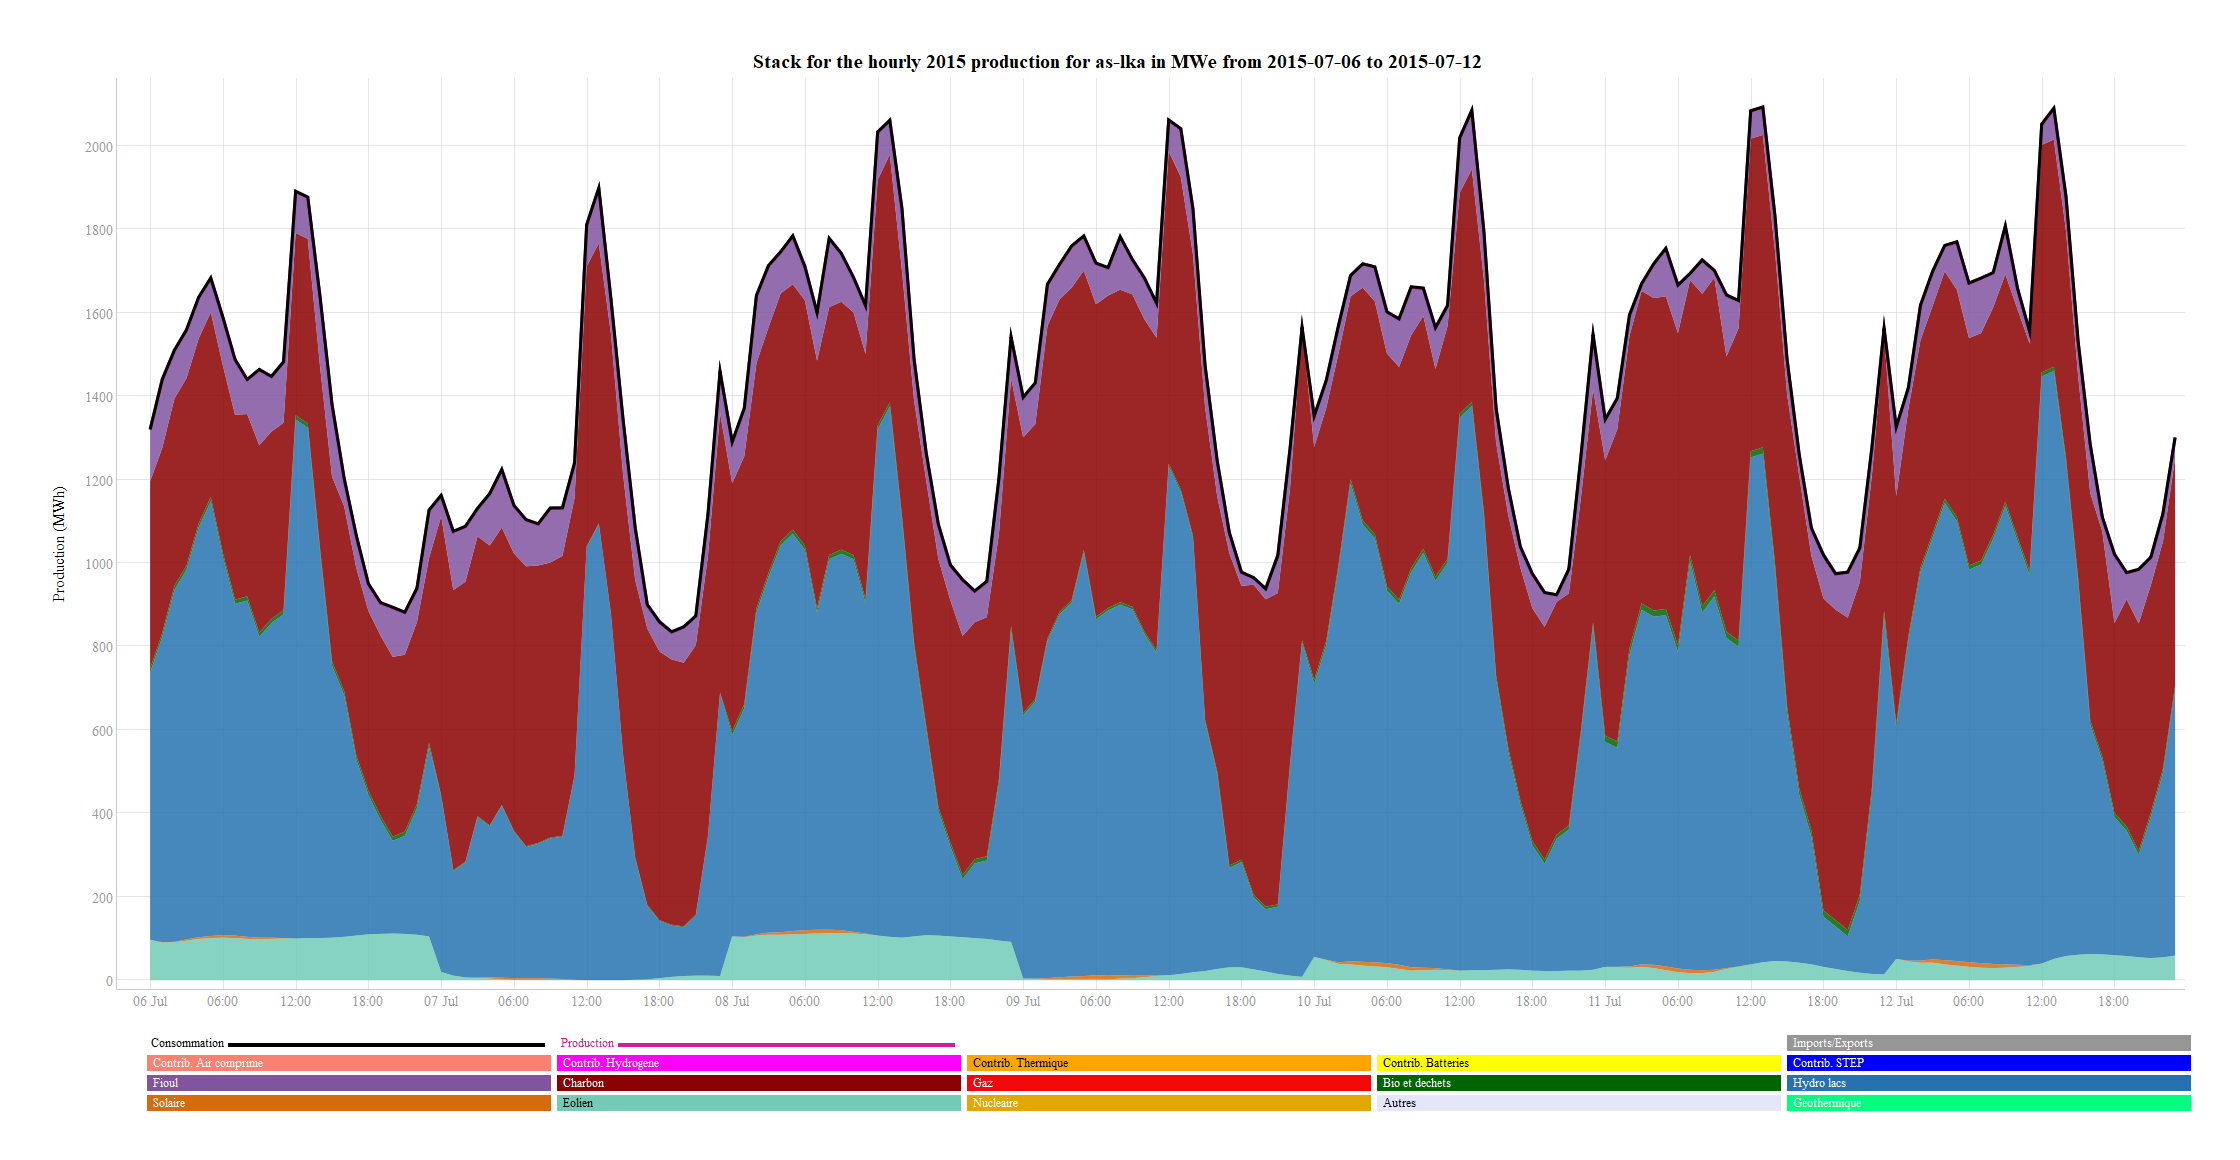 Stack for the hourly 2015 production for as-lka in MWe from 2015-07-06 to 2015-07-12
Production (MWh)
2000
1800
1600
1400
1200
1000
800
600
400
200
0
06 Jul 06:00 12:00 18:00 07 Jul 06:00 12:00 18:00 08 Jul 06:00 12:00 18:00 09 Jul 06:00 12:00 18:00 10 Jul 06:00 12:00 18:00 11 Jul 06:00 12:00 18:00 12 Jul 06:00 12:00 18:00
Consommation Production Imports/Exports
Contrib. Air comprime Contrib. Hydrogene Contrib. Thermique Contrib. Batteries Contrib. STEP
Fioul Charbon Gaz Bio et dechets Hydro lacs
Solaire Eolien Nucleaire Autres Geothermique